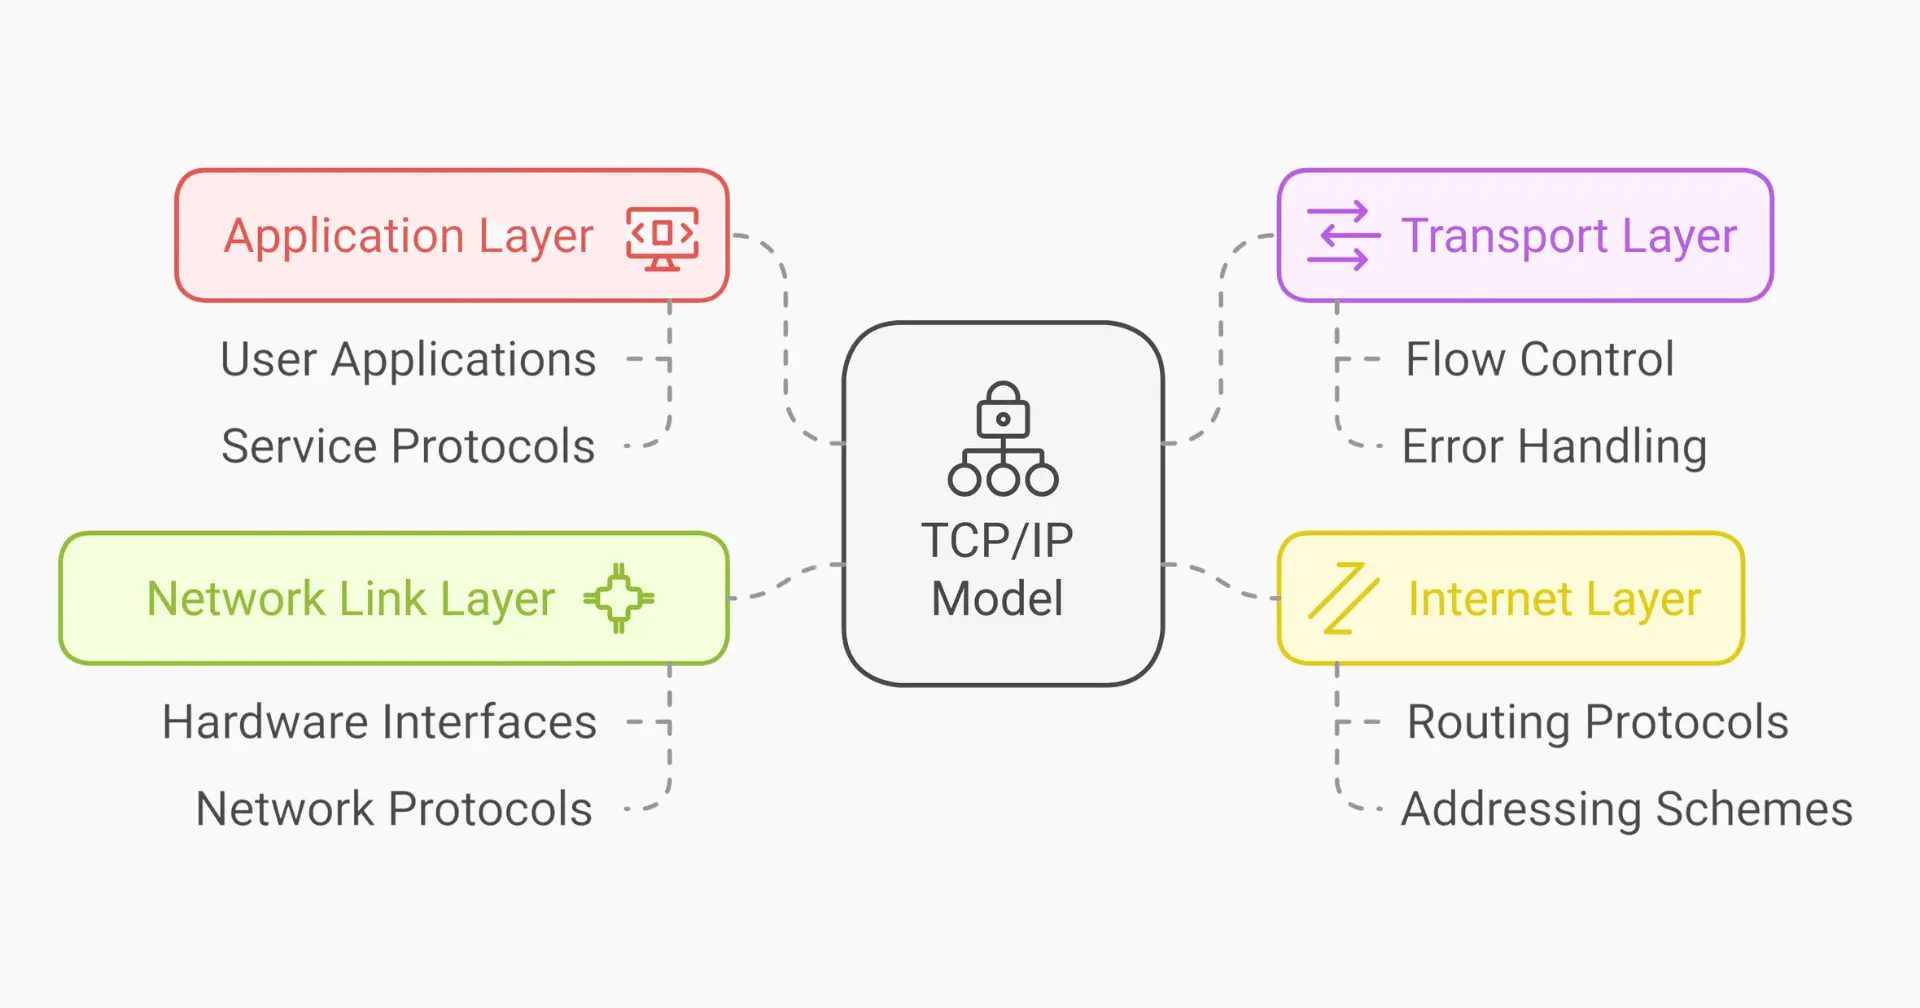 Application Layer
User Applications
Service Protocols
Network Link Layer
Hardware Interfaces
Network Protocols
TCP/IP
Model
Transport Layer
Flow Control
Error Handling
Internet Layer
Routing Protocols
Addressing Schemes